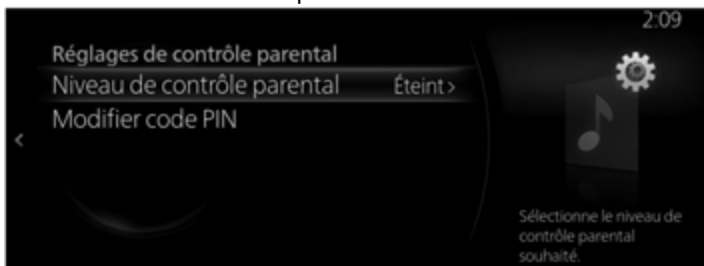 2:09
Réglages de contrôle parental
Niveau de contrôle parental Éteint >
Modifier code PIN
<
Sélectionne le niveau de
contrôle parental
souhaité.